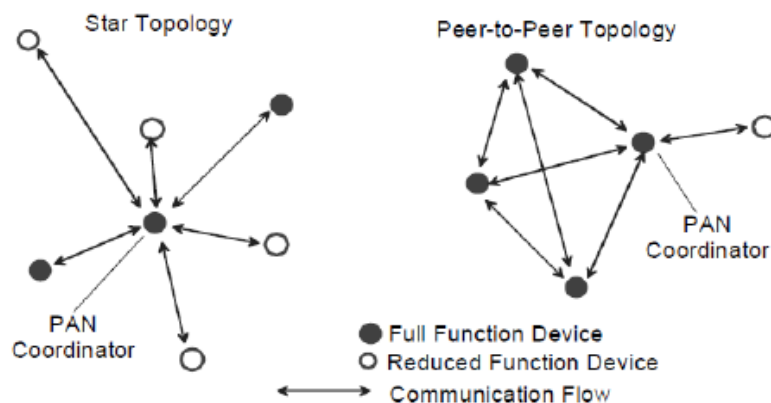 Star Topology
Peer-to-Peer Topology
PAN
Coordinator
PAN
Coordinator
Full Function Device
Reduced Function Device
Communication Flow